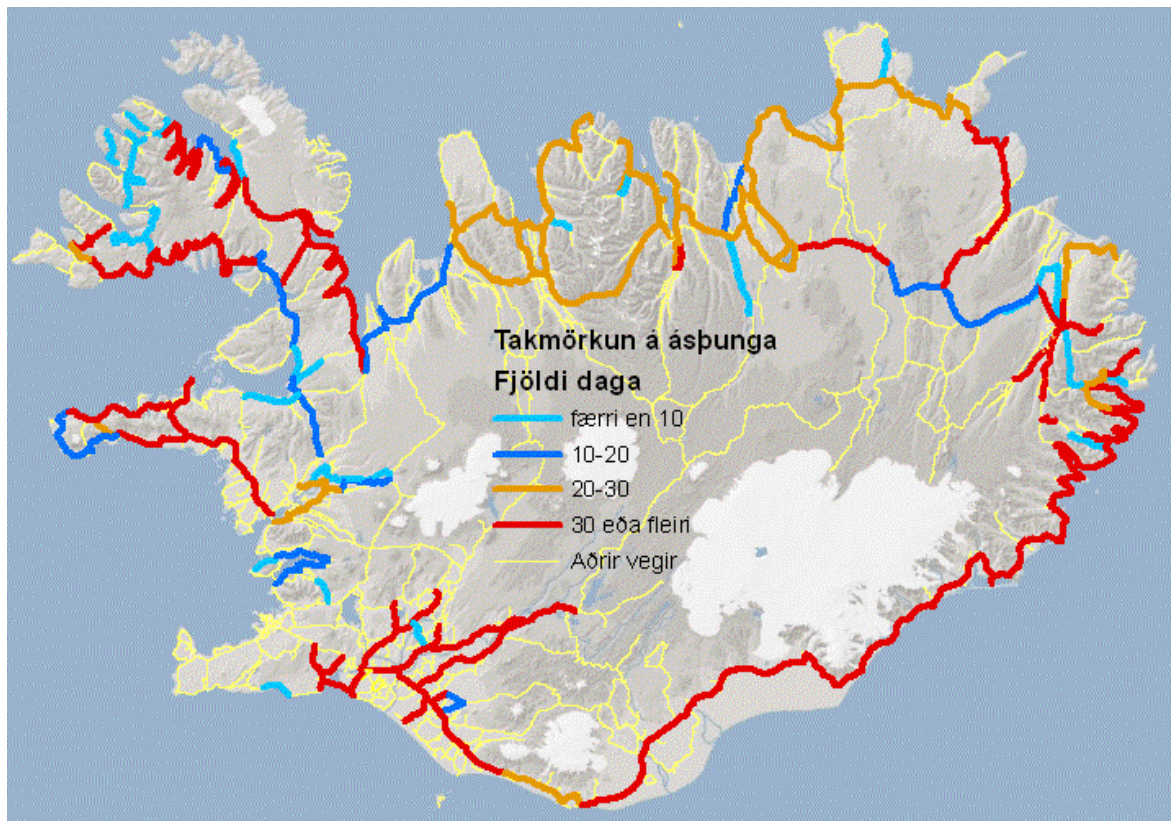 Takmörkun á ásþunga
Fjöldi daga
færri en 10
10-20
20-30
30 eða fleiri
Aðrir vegir